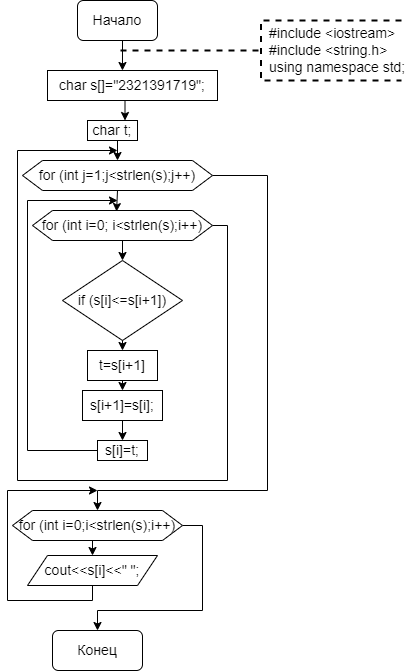 Начало
#include <iostream>
#include <string.h>
using namespace std;
char s[]="2321391719";
char t;
for (int j=1;j<strlen(s);j++)
for (int i=0; i<strlen(s);i++)
if (s[i]<=s[i+1])
t=s[i+1]
s[i+1]=s[i];
s[i]=t;
for (int i=0;i<strlen(s);i++)
cout<<s[i]<<" ";
Конец